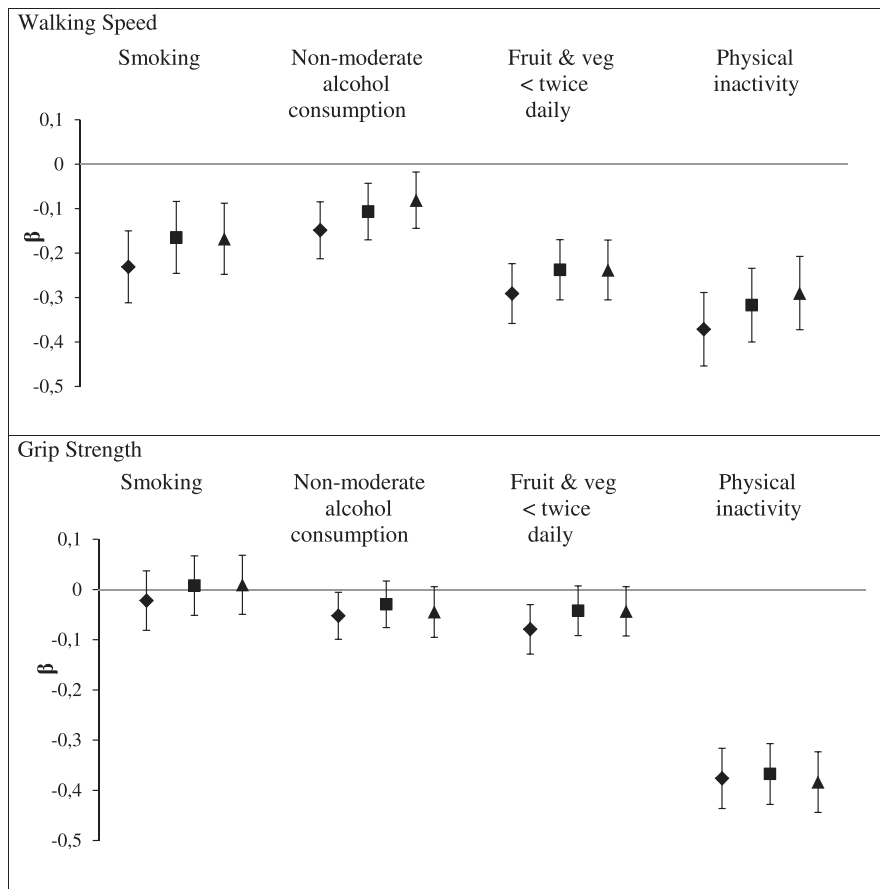 Walking Speed
Smoking
Non-moderate
alcohol
consumption
Fruit & veg
< twice
daily
Physical
inactivity
0,1
0
-0,1
-0,2
-0,3
-0,4
-0,5
β
Grip Strength
Smoking
Non-moderate
alcohol
consumption
Fruit & veg
< twice
daily
Physical
inactivity
0,1
0
-0,1
-0,2
-0,3
-0,4
-0,5
β